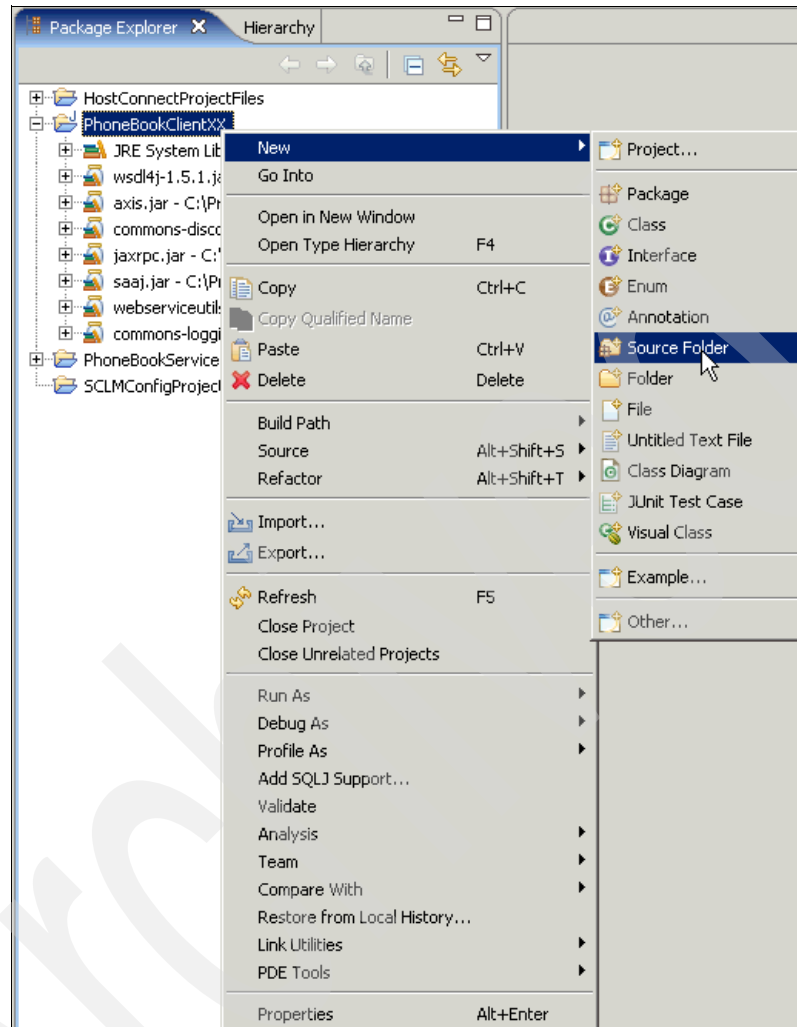 Package Explorer
Hierarchy
HostConnectProjectFiles
PhoneBookClientXX
JRE System Lib
wsdl4j-1.5.1.ja
axis.jar - C:\Pr
commons-disco
jaxrpc.jar - C:\
saaj.jar - C:\Pr
webserviceutil
commons-loggi
PhoneBookService
SCLMConfigProject
New
Go Into
Open in New Window
Open Type Hierarchy F4
Copy Ctrl+C
Copy Qualified Name
Paste Ctrl+V
Delete Delete
Build Path
Source Alt+Shift+S
Refactor Alt+Shift+T
Import...
Export...
Refresh F5
Close Project
Close Unrelated Projects
Run As
Debug As
Profile As
Add SQLJ Support...
Validate
Analysis
Team
Compare With
Restore from Local History...
Link Utilities
PDE Tools
Properties Alt+Enter
Project...
Package
Class
Interface
Enum
Annotation
Source Folder
Folder
File
Untitled Text File
Class Diagram
JUnit Test Case
Visual Class
Example...
Other...